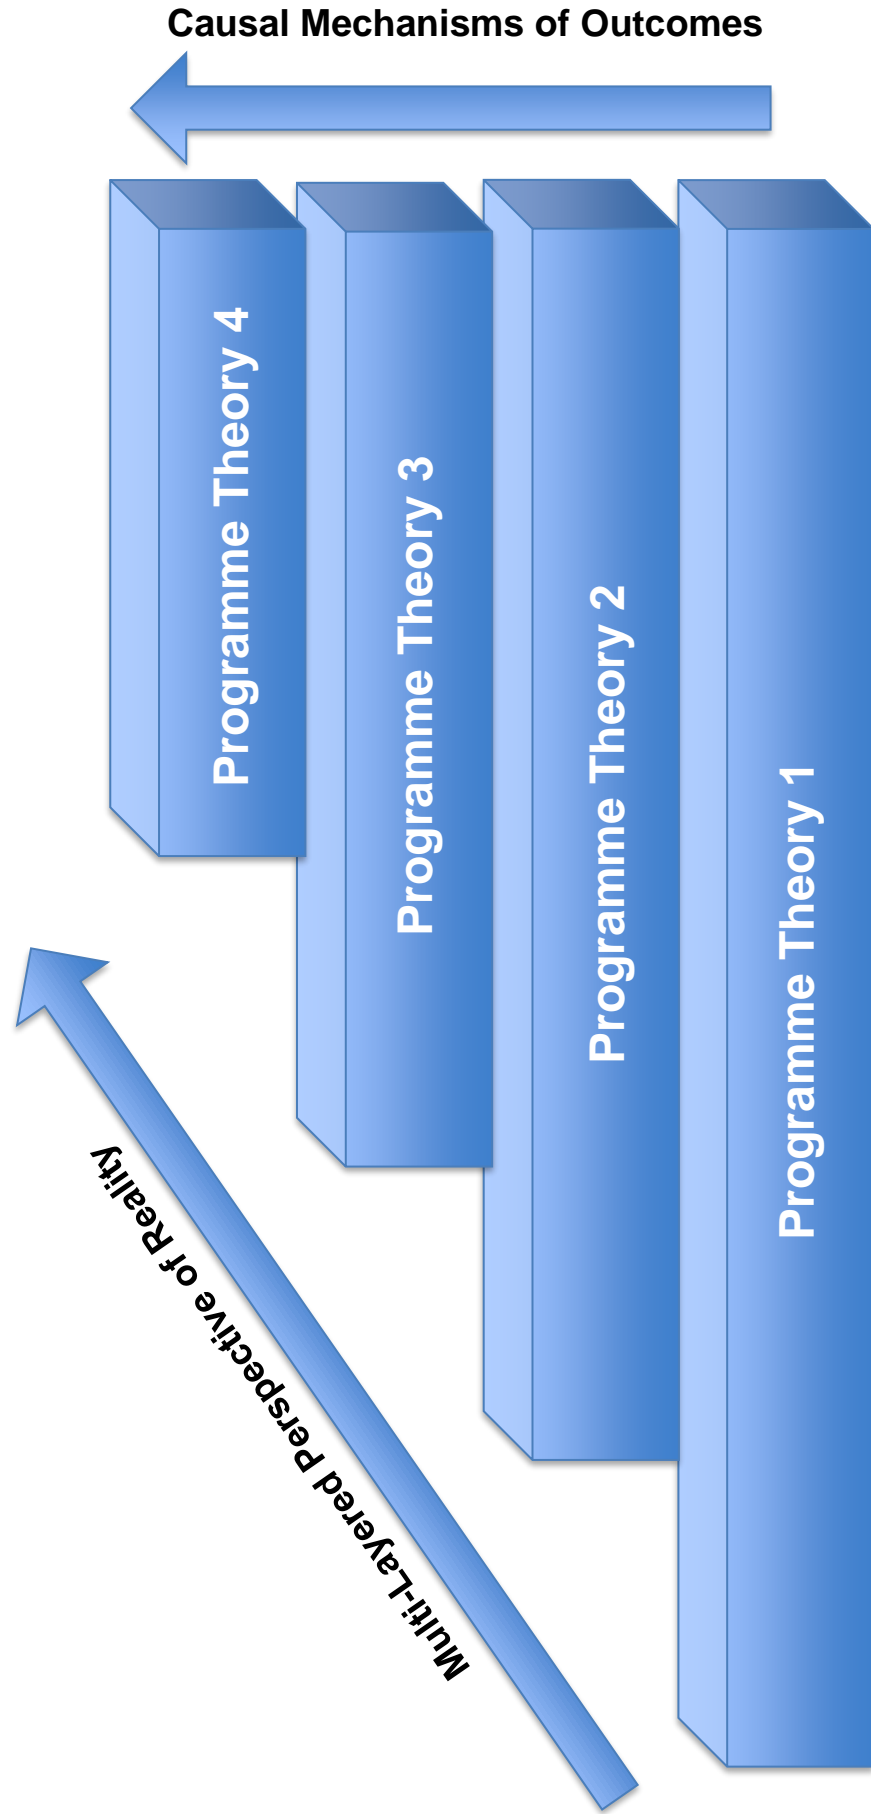 Causal Mechanisms of Outcomes
Programme Theory 4
Programme Theory 3
Programme Theory 2
Programme Theory 1
Multi-Layered Perspective of Reality